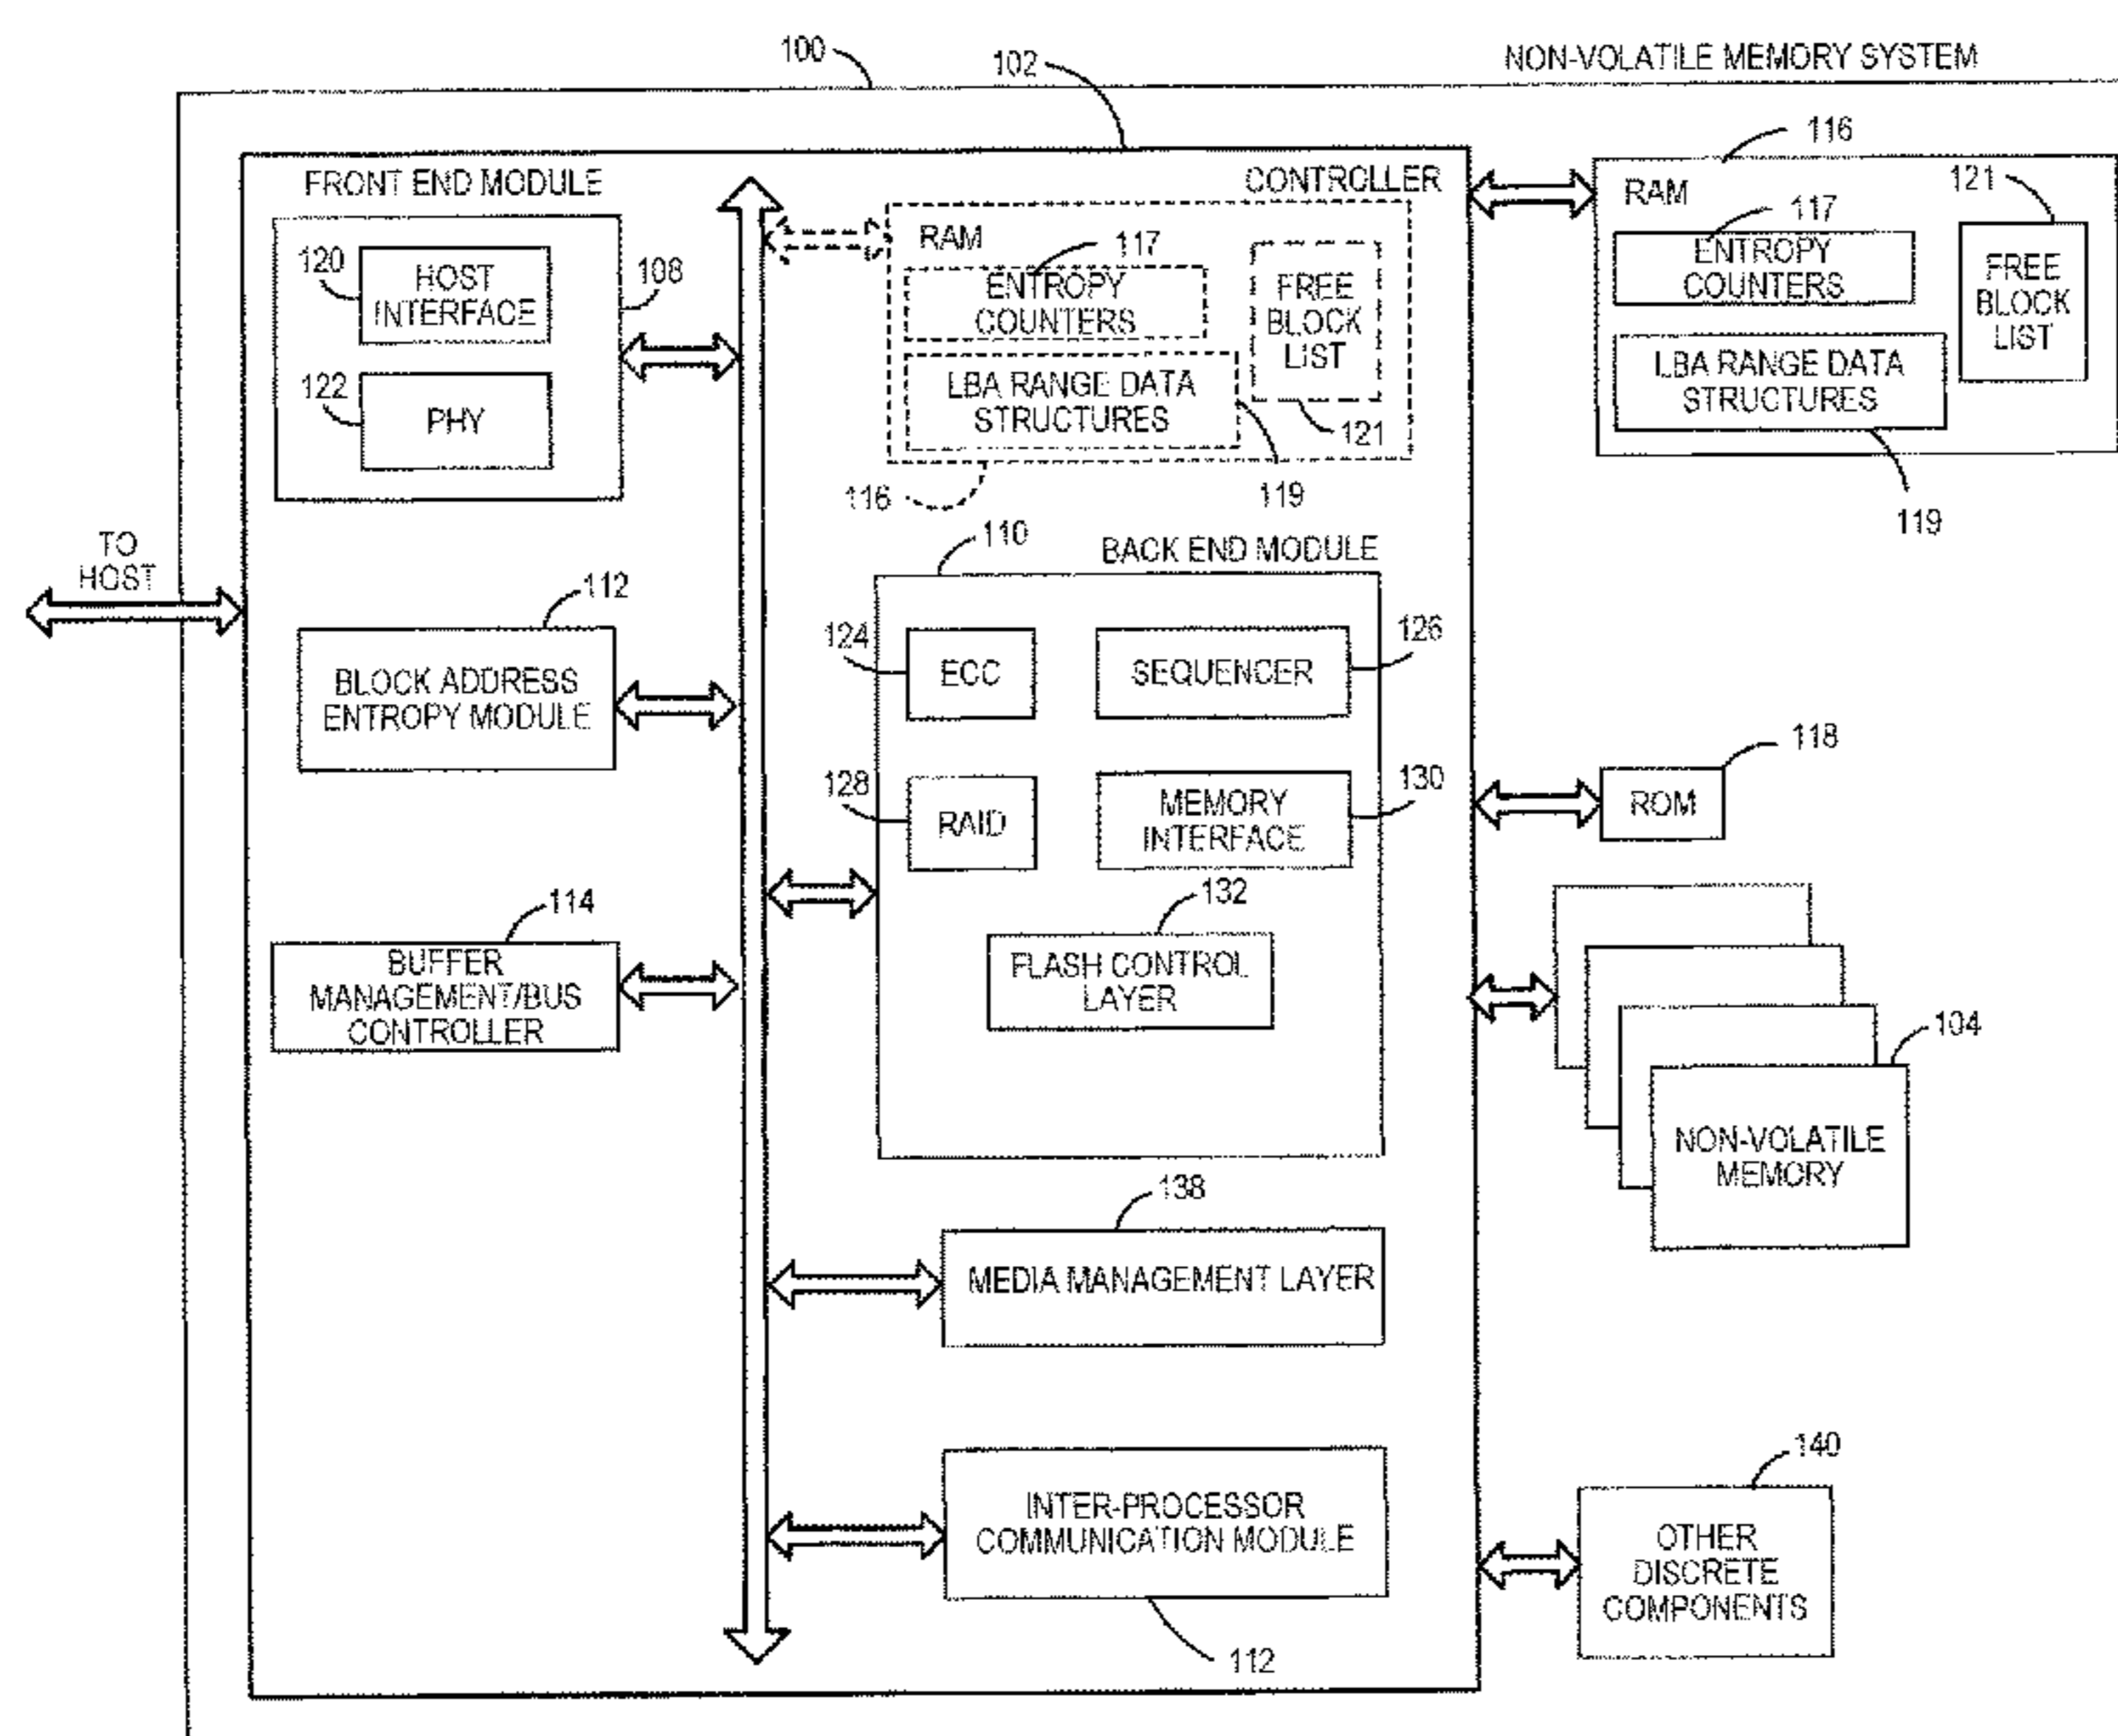 100
102
NON-VOLATILE MEMORY SYSTEM
FRONT END MODULE
120
HOST
INTERFACE
108
122
PHY
CONTROLLER
RAM
117
ENTROPY
COUNTERS
FREE
BLOCK
LIST
LBA RANGE DATA
STRUCTURES
121
116
119
116
RAM
121
117
ENTROPY
COUNTERS
FREE
BLOCK
LIST
LBA RANGE DATA
STRUCTURES
119
TO
HOST
112
BLOCK ADDRESS
ENTROPY MODULE
114
BUFFER
MANAGEMENT/BUS
CONTROLLER
110
BACK END MODULE
124
ECC
SEQUENCER
126
128
RAID
MEMORY
INTERFACE
130
132
FLASH CONTROL
LAYER
118
ROM
104
NON-VOLATILE
MEMORY
138
MEDIA MANAGEMENT LAYER
INTER-PROCESSOR
COMMUNICATION MODULE
112
140
OTHER
DISCRETE
COMPONENTS